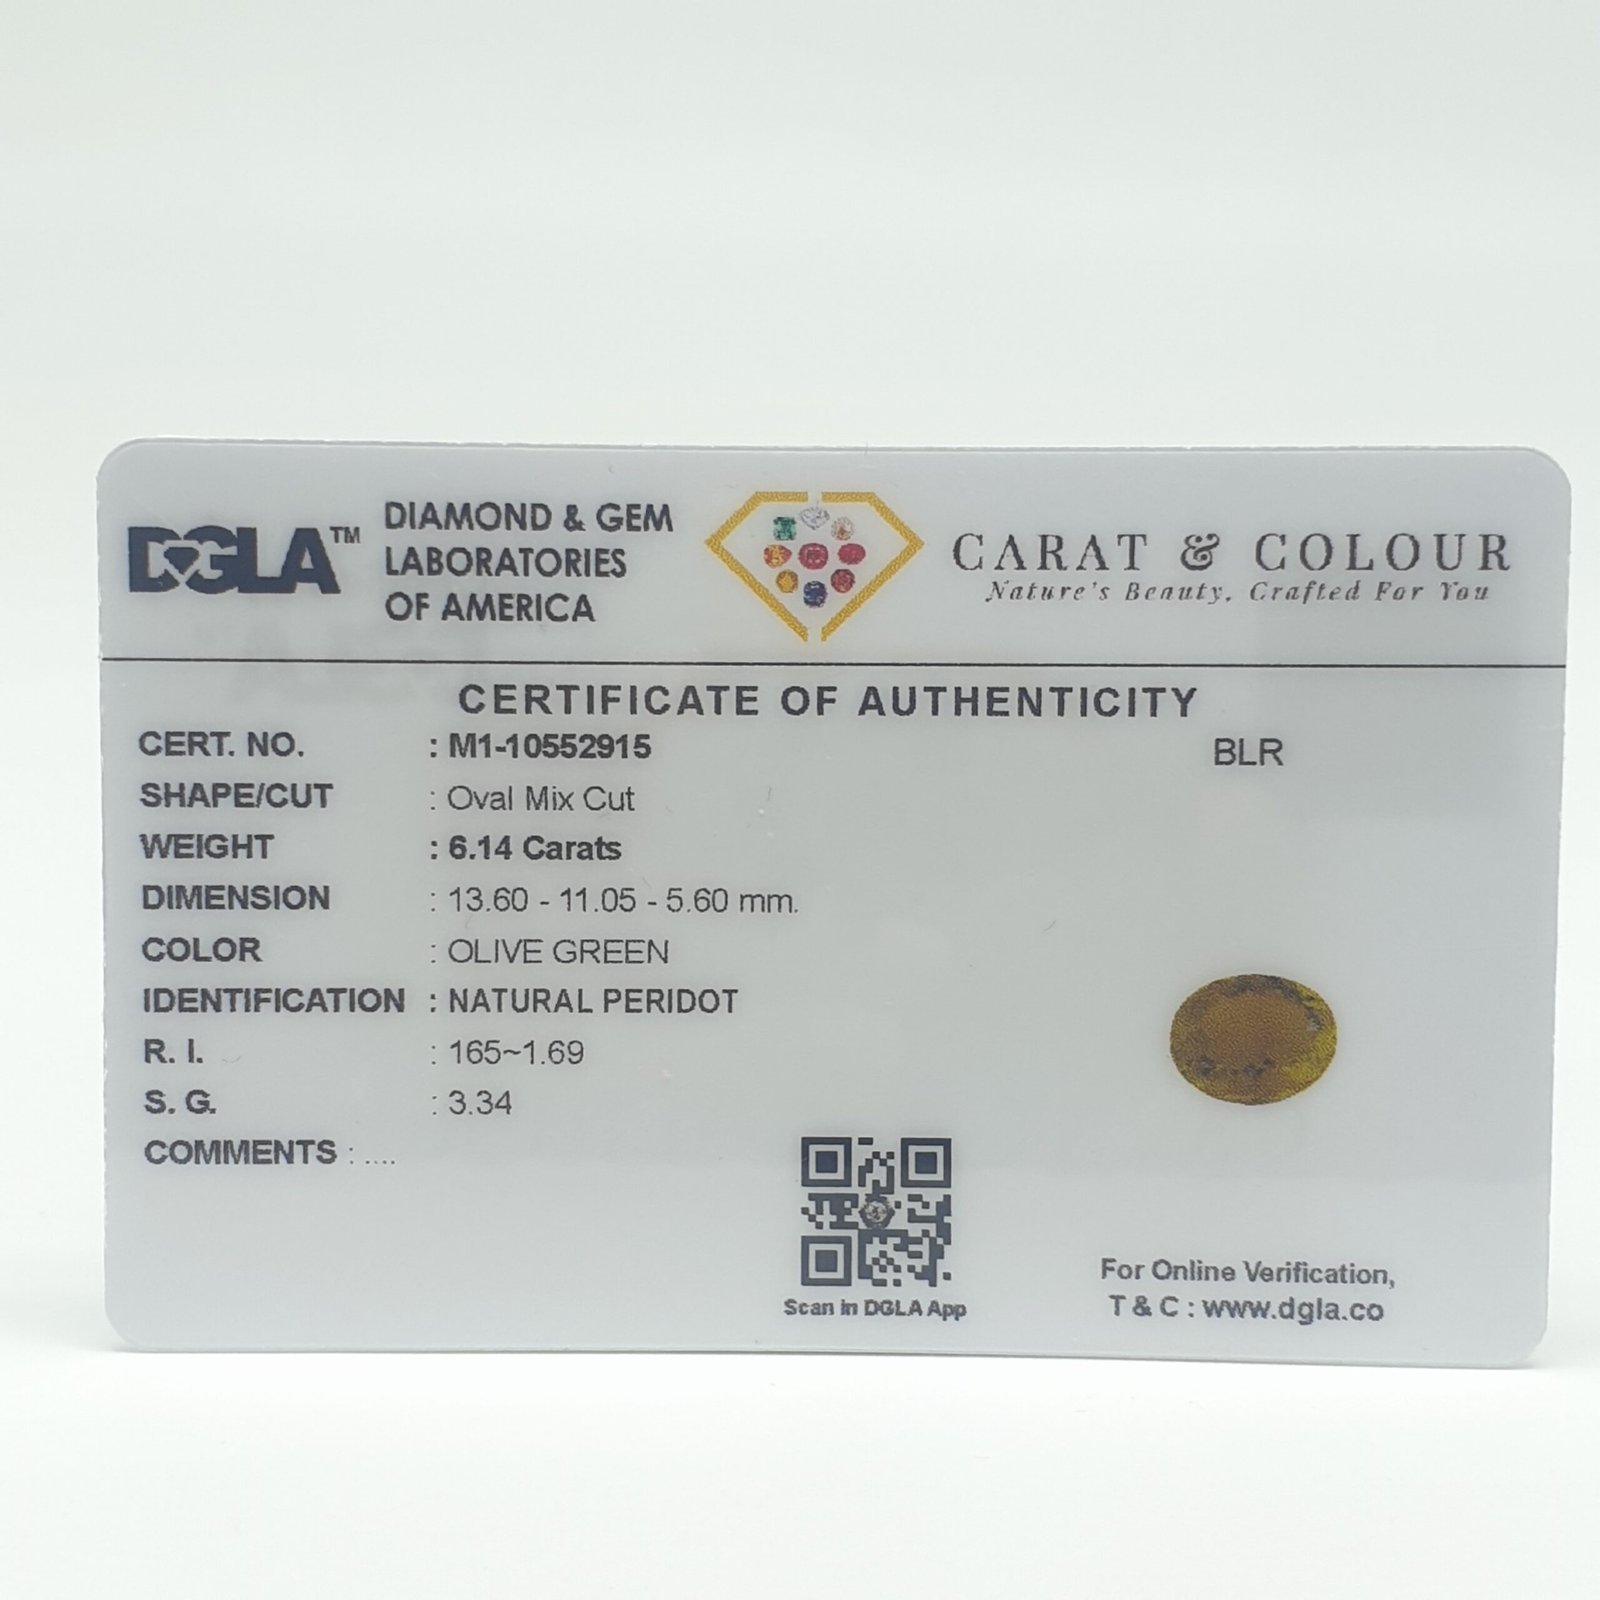 DGLA™
DIAMOND & GEM
LABORATORIES
OF AMERICA
CARAT & COLOUR
Nature's Beauty, Crafted For You
CERTIFICATE OF AUTHENTICITY
CERT. NO. : M1-10552915 BLR
SHAPE/CUT : Oval Mix Cut
WEIGHT : 6.14 Carats
DIMENSION : 13.60 - 11.05 - 5.60 mm.
COLOR : OLIVE GREEN
IDENTIFICATION : NATURAL PERIDOT
R. I. : 165~1.69
S. G. : 3.34
COMMENTS : ....
Scan in DGLA App
For Online Verification,
T & C : www.dgla.co